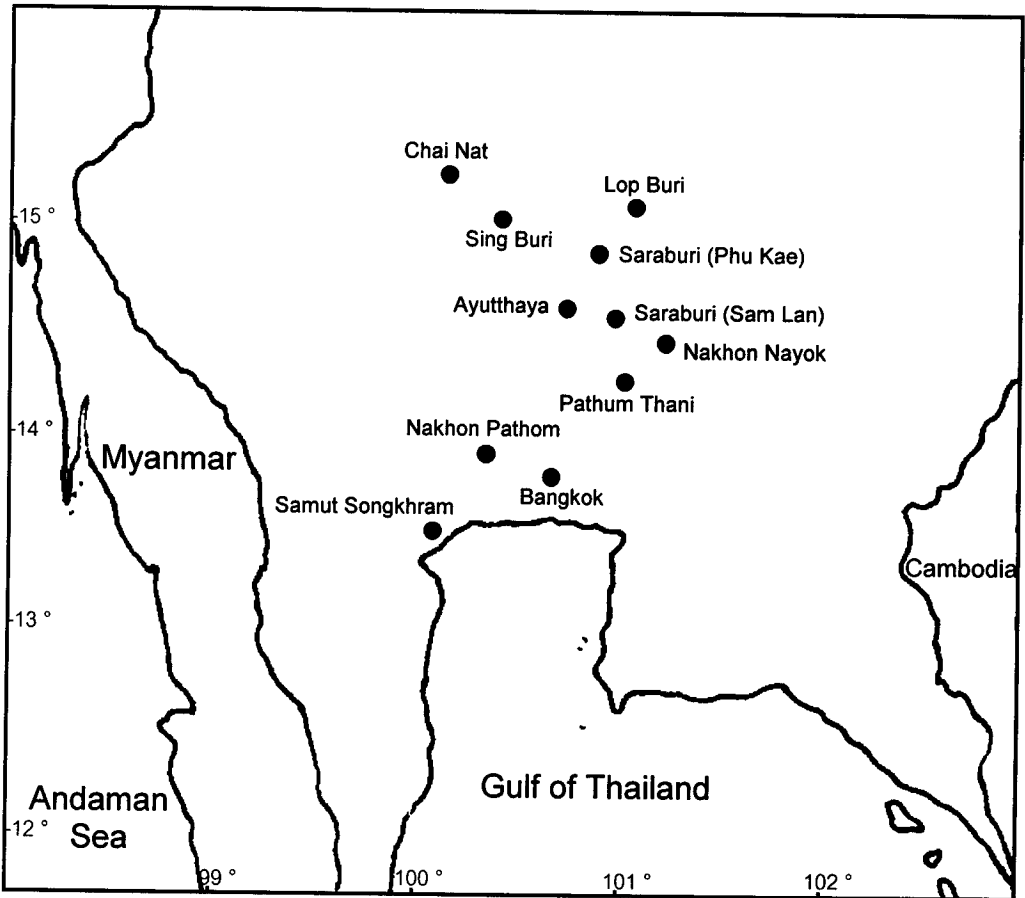 Chai Nat
Lop Buri
15 °
Sing Buri
Saraburi (Phu Kae)
Ayutthaya
Saraburi (Sam Lan)
Nakhon Nayok
Pathum Thani
14 °
Nakhon Pathom
Myanmar
Bangkok
Samut Songkhram
Cambodia
13 °
Gulf of Thailand
Andaman
Sea
12 °
99 °
100 °
101 °
102 °